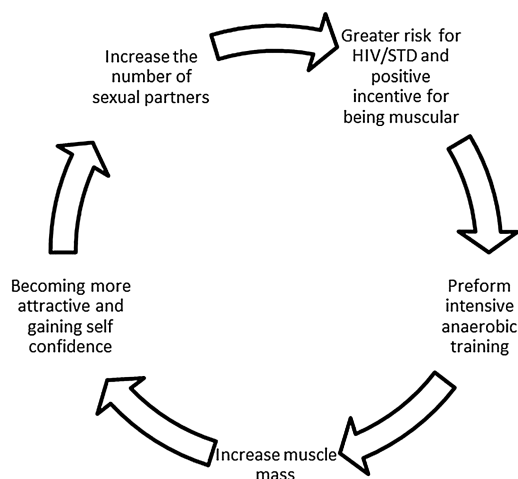 Increase the
number of
sexual partners
Greater risk for
HIV/STD and
positive
incentive for
being muscular
Preform
intensive
anaerobic
training
Increase muscle
mass
Becoming more
attractive and
gaining self
confidence